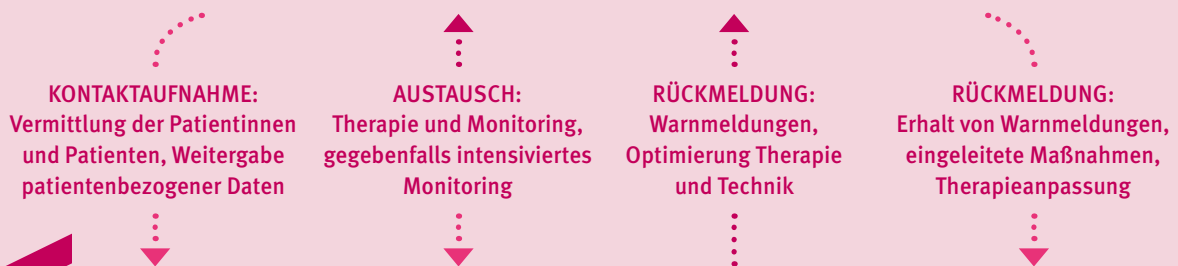 KONTAKTAUFNAHME:
Vermittlung der Patientinnen
und Patienten, Weitergabe
patientenbezogener Daten
AUSTAUSCH:
Therapie und Monitoring,
gegebenfalls intensiviertes
Monitoring
RÜCKMELDUNG:
Warnmeldungen,
Optimierung Therapie
und Technik
RÜCKMELDUNG:
Erhalt von Warnmeldungen,
eingeleitete Maßnahmen,
Therapieanpassung